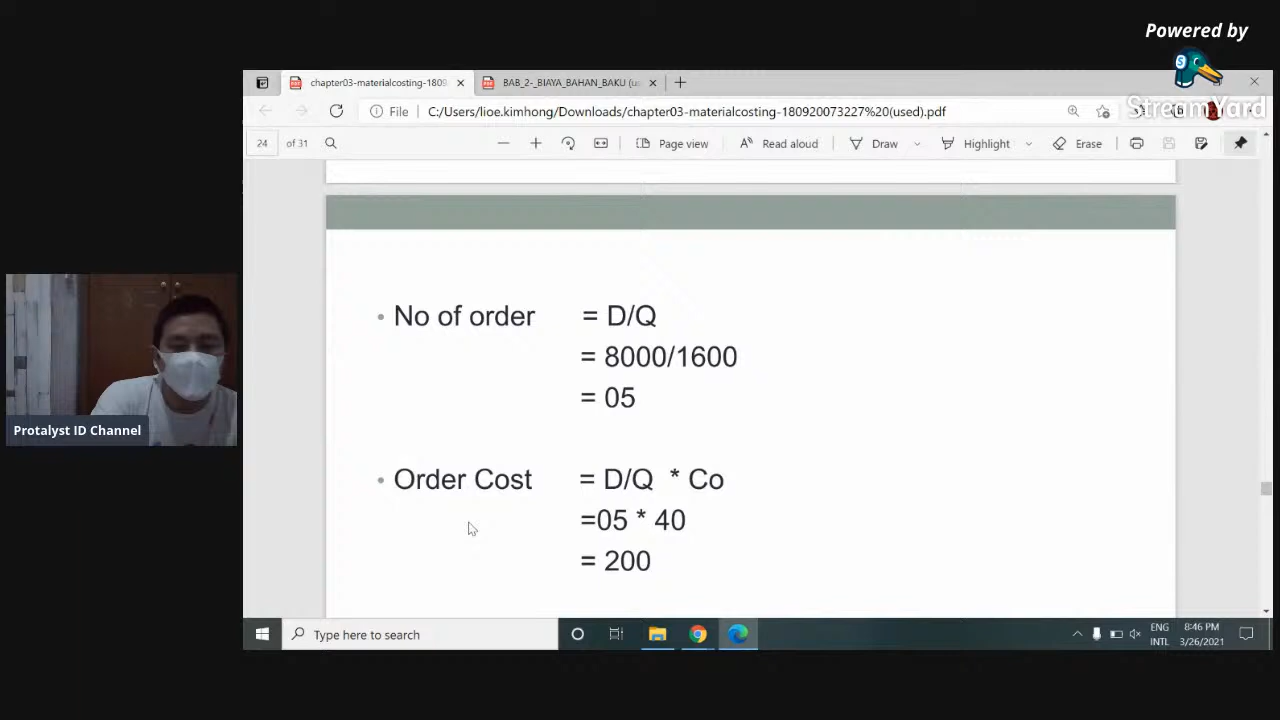 Powered by
StreamYard
chapter03-materialcosting-1809
BAB_2-_BIAYA_BAHAN_BAKU (u
File
C:/Users/lioe.kimhong/Downloads/chapter03-materialcosting-180920073227%20(used).pdf
24 of 31
Page view
Read aloud
Draw
Highlight
Erase
• No of order = D/Q
= 8000/1600
= 05
• Order Cost = D/Q * Co
=05 * 40
= 200
Protalyst ID Channel
Type here to search
ENG
INTL
8:46 PM
3/26/2021